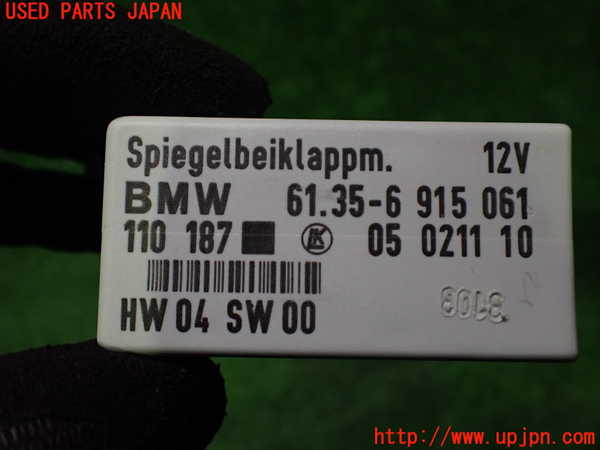 USED PARTS JAPAN
Spiegelbeiklappm. 12V
BMW 61.35-6 915 061
110 187 05 0211 10
HW 04 SW 00
http://www.upjpn.com/